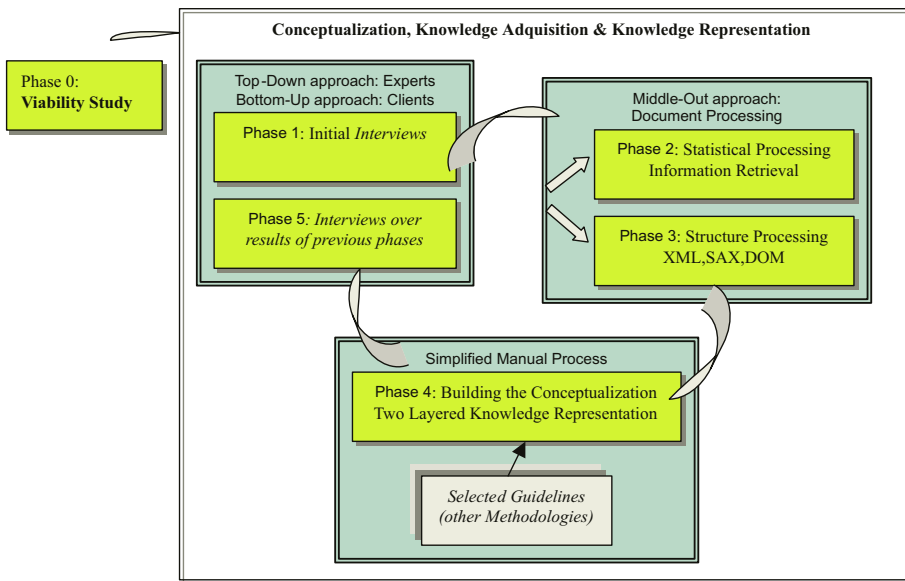 Conceptualization, Knowledge Adquisition & Knowledge Representation
Phase 0:
Viability Study
Top-Down approach: Experts
Bottom-Up approach: Clients
Phase 1: Initial Interviews
Phase 5: Interviews over
results of previous phases
Middle-Out approach:
Document Processing
Phase 2: Statistical Processing
Information Retrieval
Phase 3: Structure Processing
XML,SAX,DOM
Simplified Manual Process
Phase 4: Building the Conceptualization
Two Layered Knowledge Representation
Selected Guidelines
(other Methodologies)